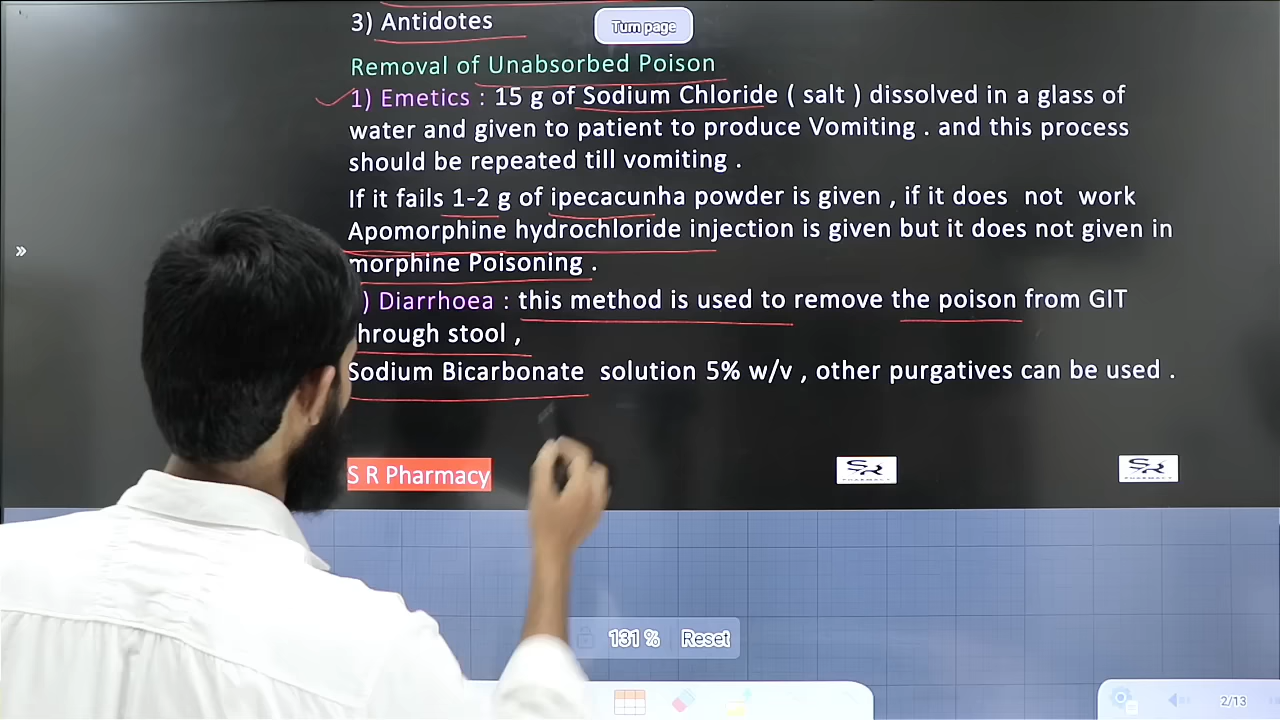 3) Antidotes
Turn page
Removal of Unabsorbed Poison
1) Emetics : 15 g of Sodium Chloride ( salt ) dissolved in a glass of
water and given to patient to produce Vomiting . and this process
should be repeated till vomiting .
If it fails 1-2 g of ipecacunha powder is given , if it does not work
Apomorphine hydrochloride injection is given but it does not given in
morphine Poisoning .
) Diarrhoea : this method is used to remove the poison from GIT
hrough stool ,
Sodium Bicarbonate solution 5% w/v , other purgatives can be used .
S R Pharmacy
SR
PHARMACY
SR
PHARMACY
131 %
Reset
2/13